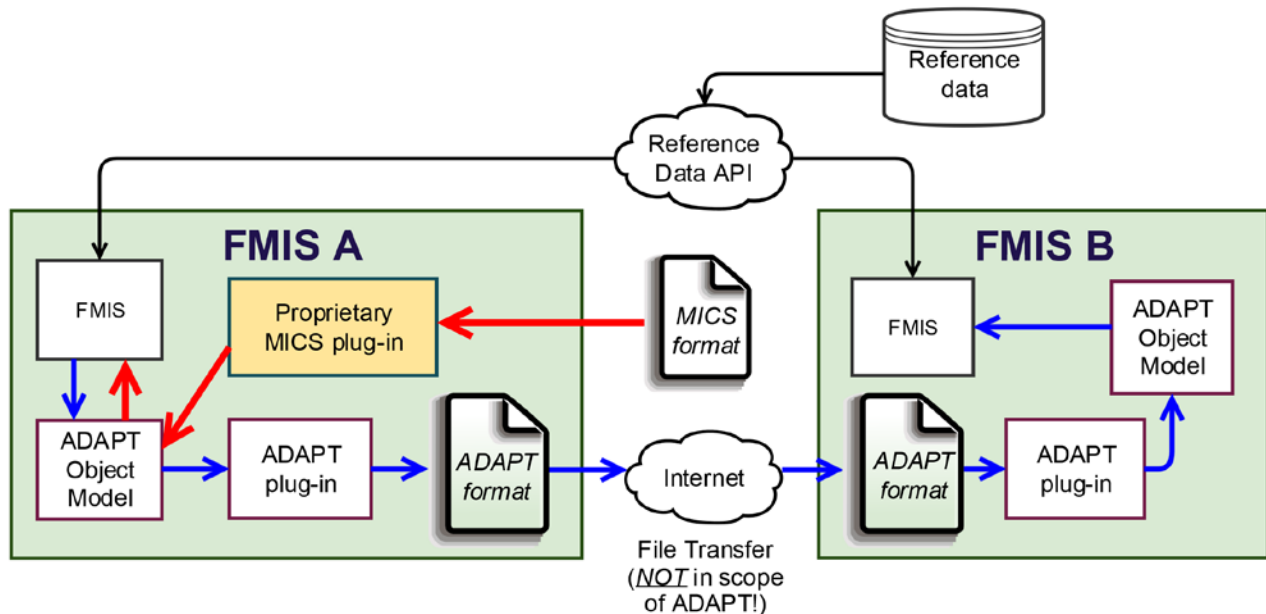 Reference
data
Reference
Data API
FMIS A
FMIS
Proprietary
MICS plug-in
MICS
format
ADAPT
Object
Model
ADAPT
plug-in
ADAPT
format
Internet
File Transfer
(NOT in scope
of ADAPT!)
FMIS B
FMIS
ADAPT
Object
Model
ADAPT
format
ADAPT
plug-in